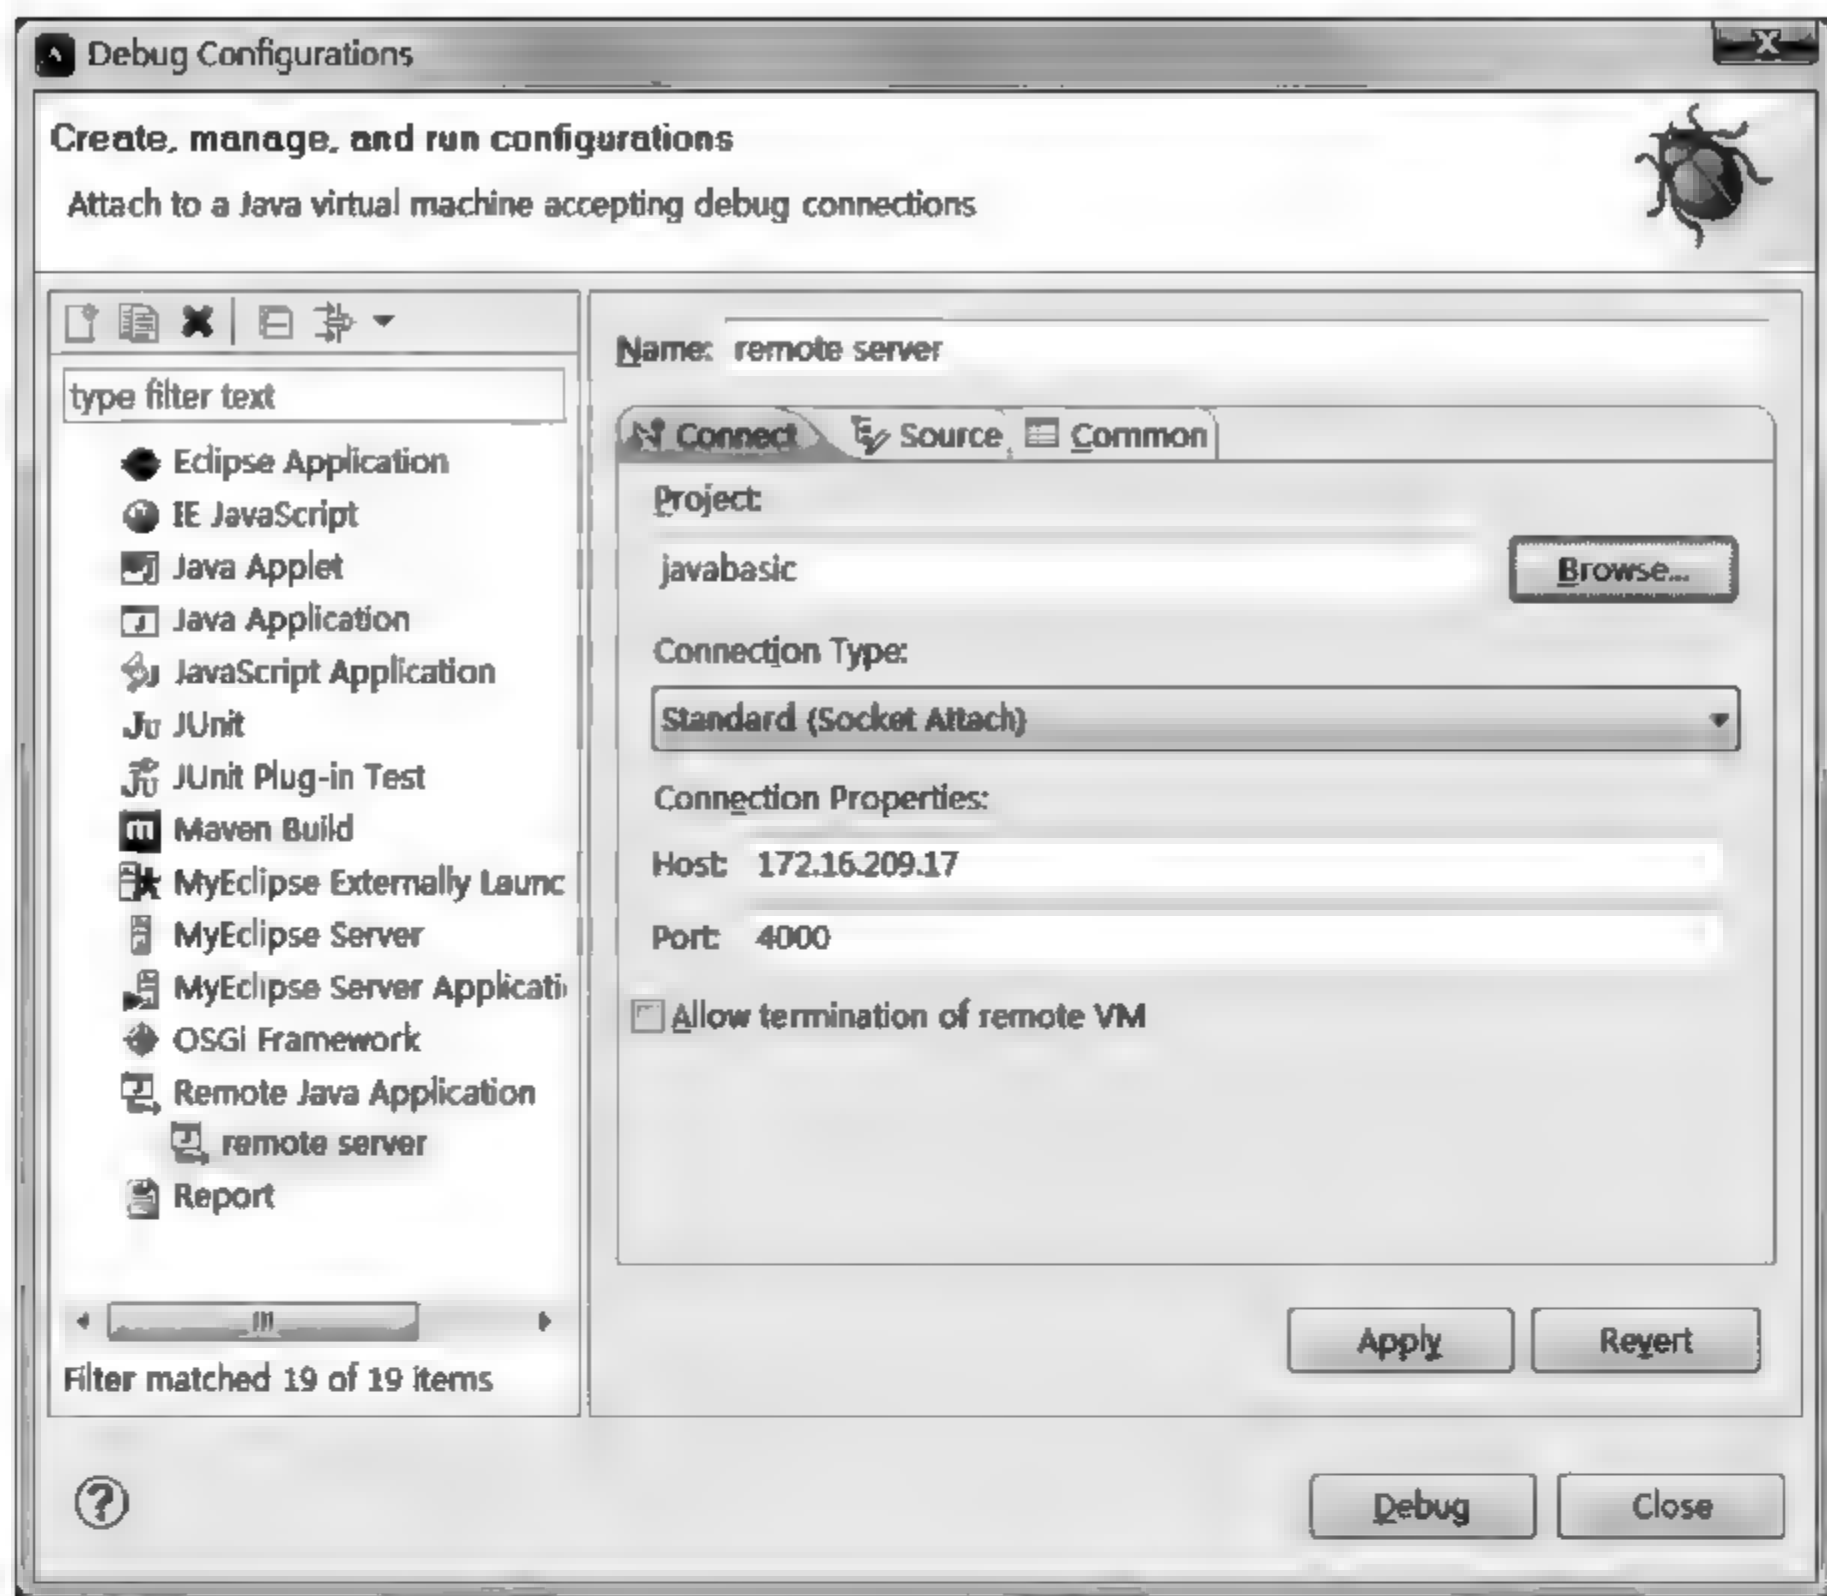 Debug Configurations
Create, manage, and run configurations
Attach to a Java virtual machine accepting debug connections
type filter text
Eclipse Application
IE JavaScript
Java Applet
Java Application
JavaScript Application
Ju JUnit
JUnit Plug-in Test
m Maven Build
MyEclipse Externally Launc
MyEclipse Server
MyEclipse Server Applicati
OSGi Framework
Remote Java Application
remote server
Report
Filter matched 19 of 19 items
Name: remote server
Connect Source Common
Project:
javabasic Browse...
Connection Type:
Standard (Socket Attach)
Connection Properties:
Host: 172.16.209.17
Port: 4000
Allow termination of remote VM
Apply Revert
Debug Close